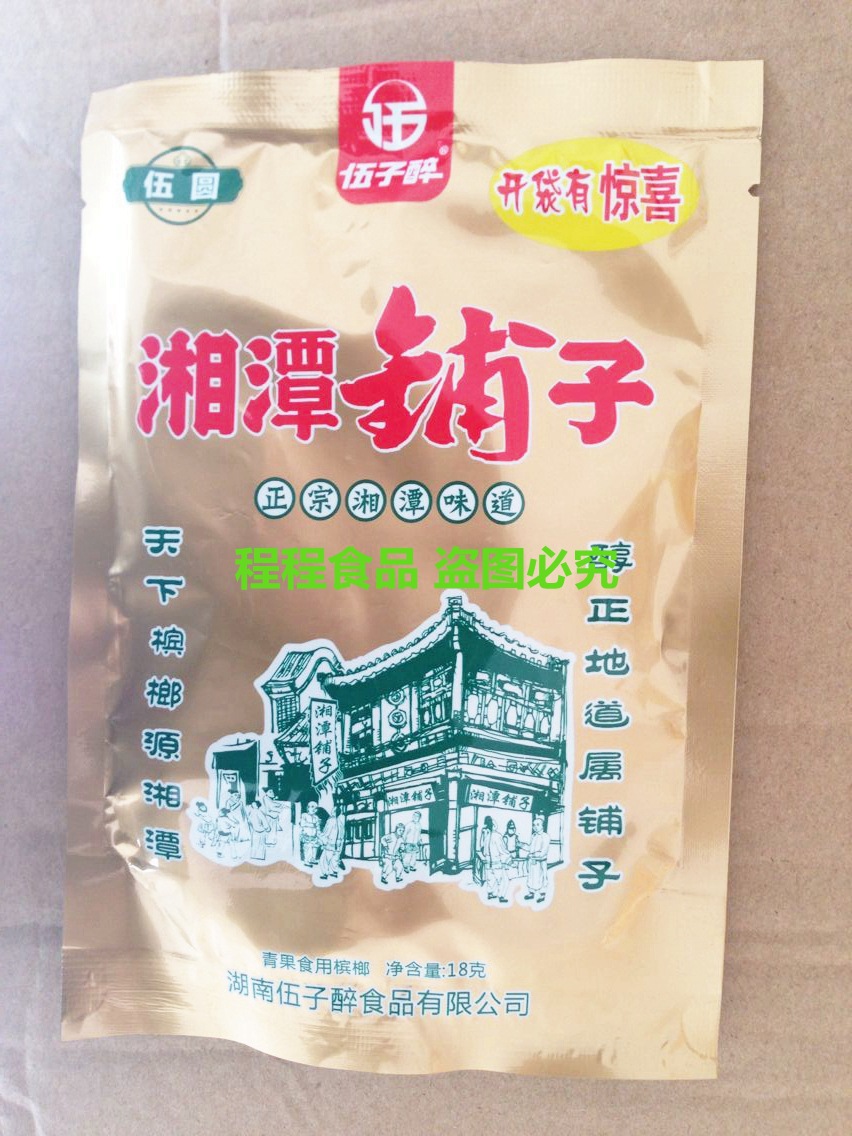 伍
伍子醉®
伍圆
开袋有惊喜
湘潭铺子
正宗湘潭味道
程程食品 盗图必究
天下槟榔源湘潭
醇正地道属铺子
湘潭铺子
湘潭铺子
湘潭铺子
青果食用槟榔 净含量:18克
湖南伍子醉食品有限公司